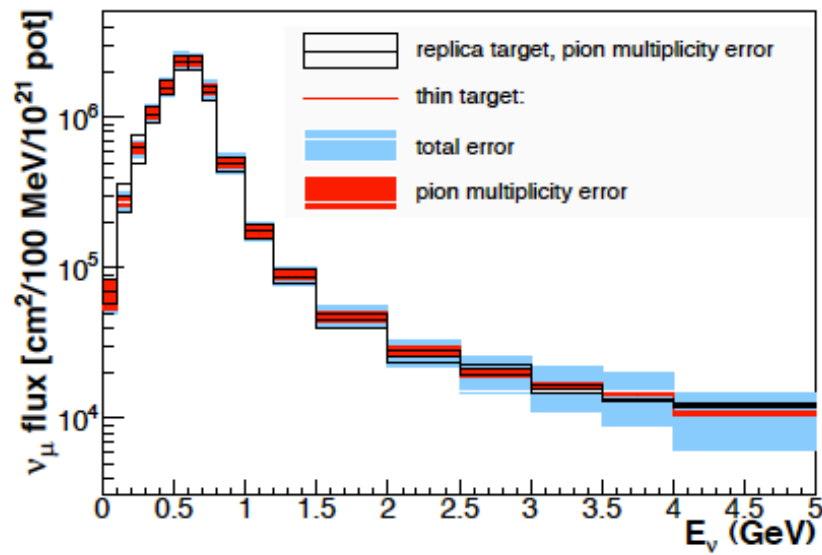 replica target, pion multiplicity error
thin target:
total error
pion multiplicity error
ν_μ flux [cm²/100 MeV/10²¹ pot]
10⁶
10⁵
10⁴
0 0.5 1 1.5 2 2.5 3 3.5 4 4.5 5
E_ν (GeV)